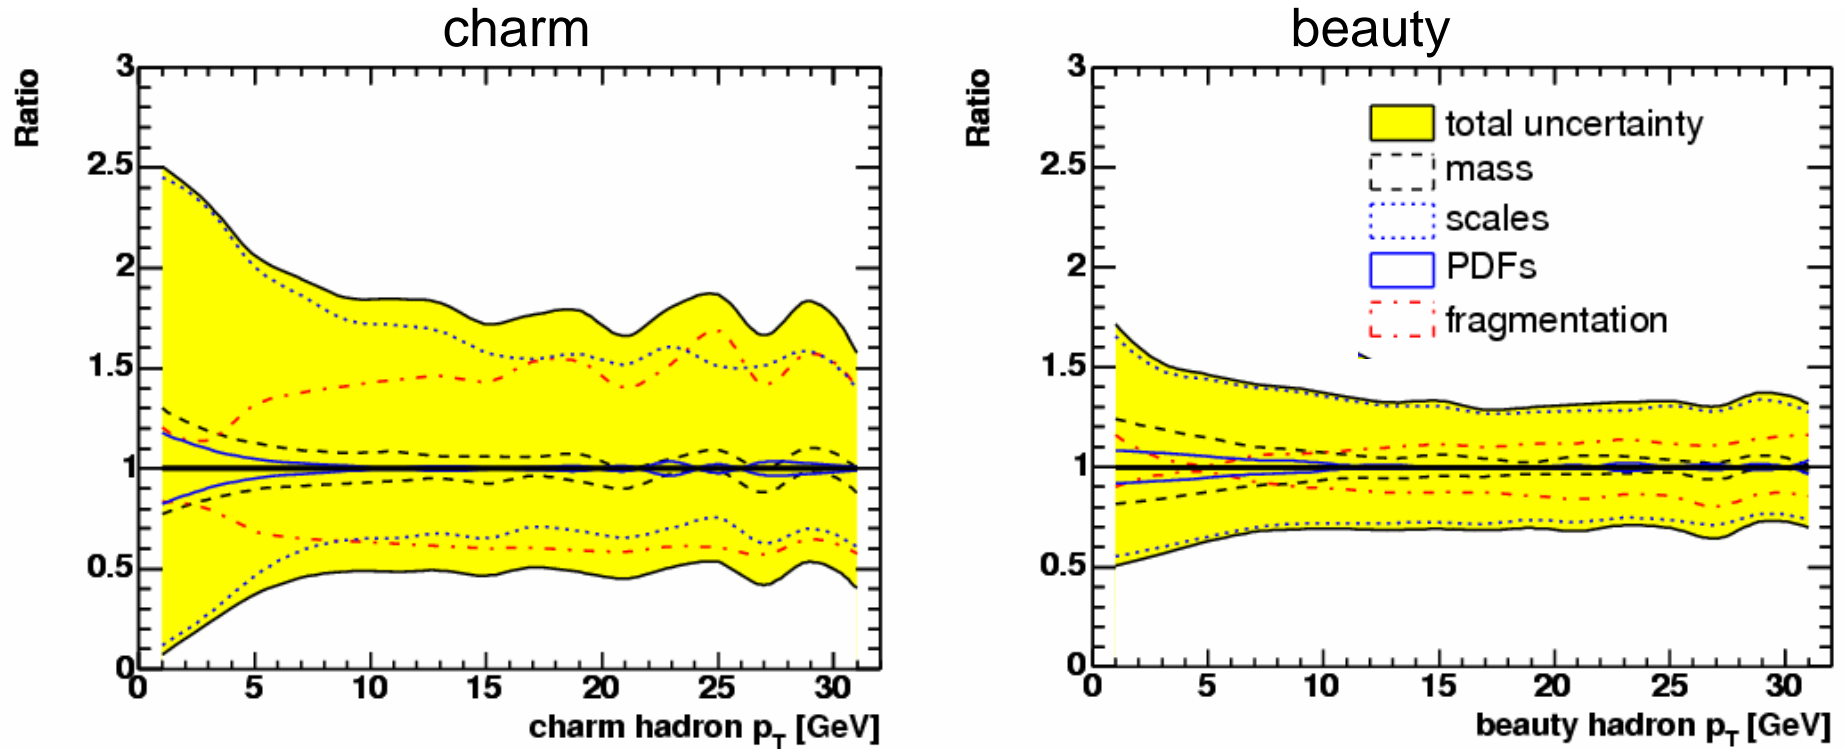 charm
Ratio
3
2.5
2
1.5
1
0.5
0
0 5 10 15 20 25 30
charm hadron pT [GeV]
beauty
Ratio
3
2.5
2
1.5
1
0.5
0
total uncertainty
mass
scales
PDFs
fragmentation
0 5 10 15 20 25 30
beauty hadron pT [GeV]